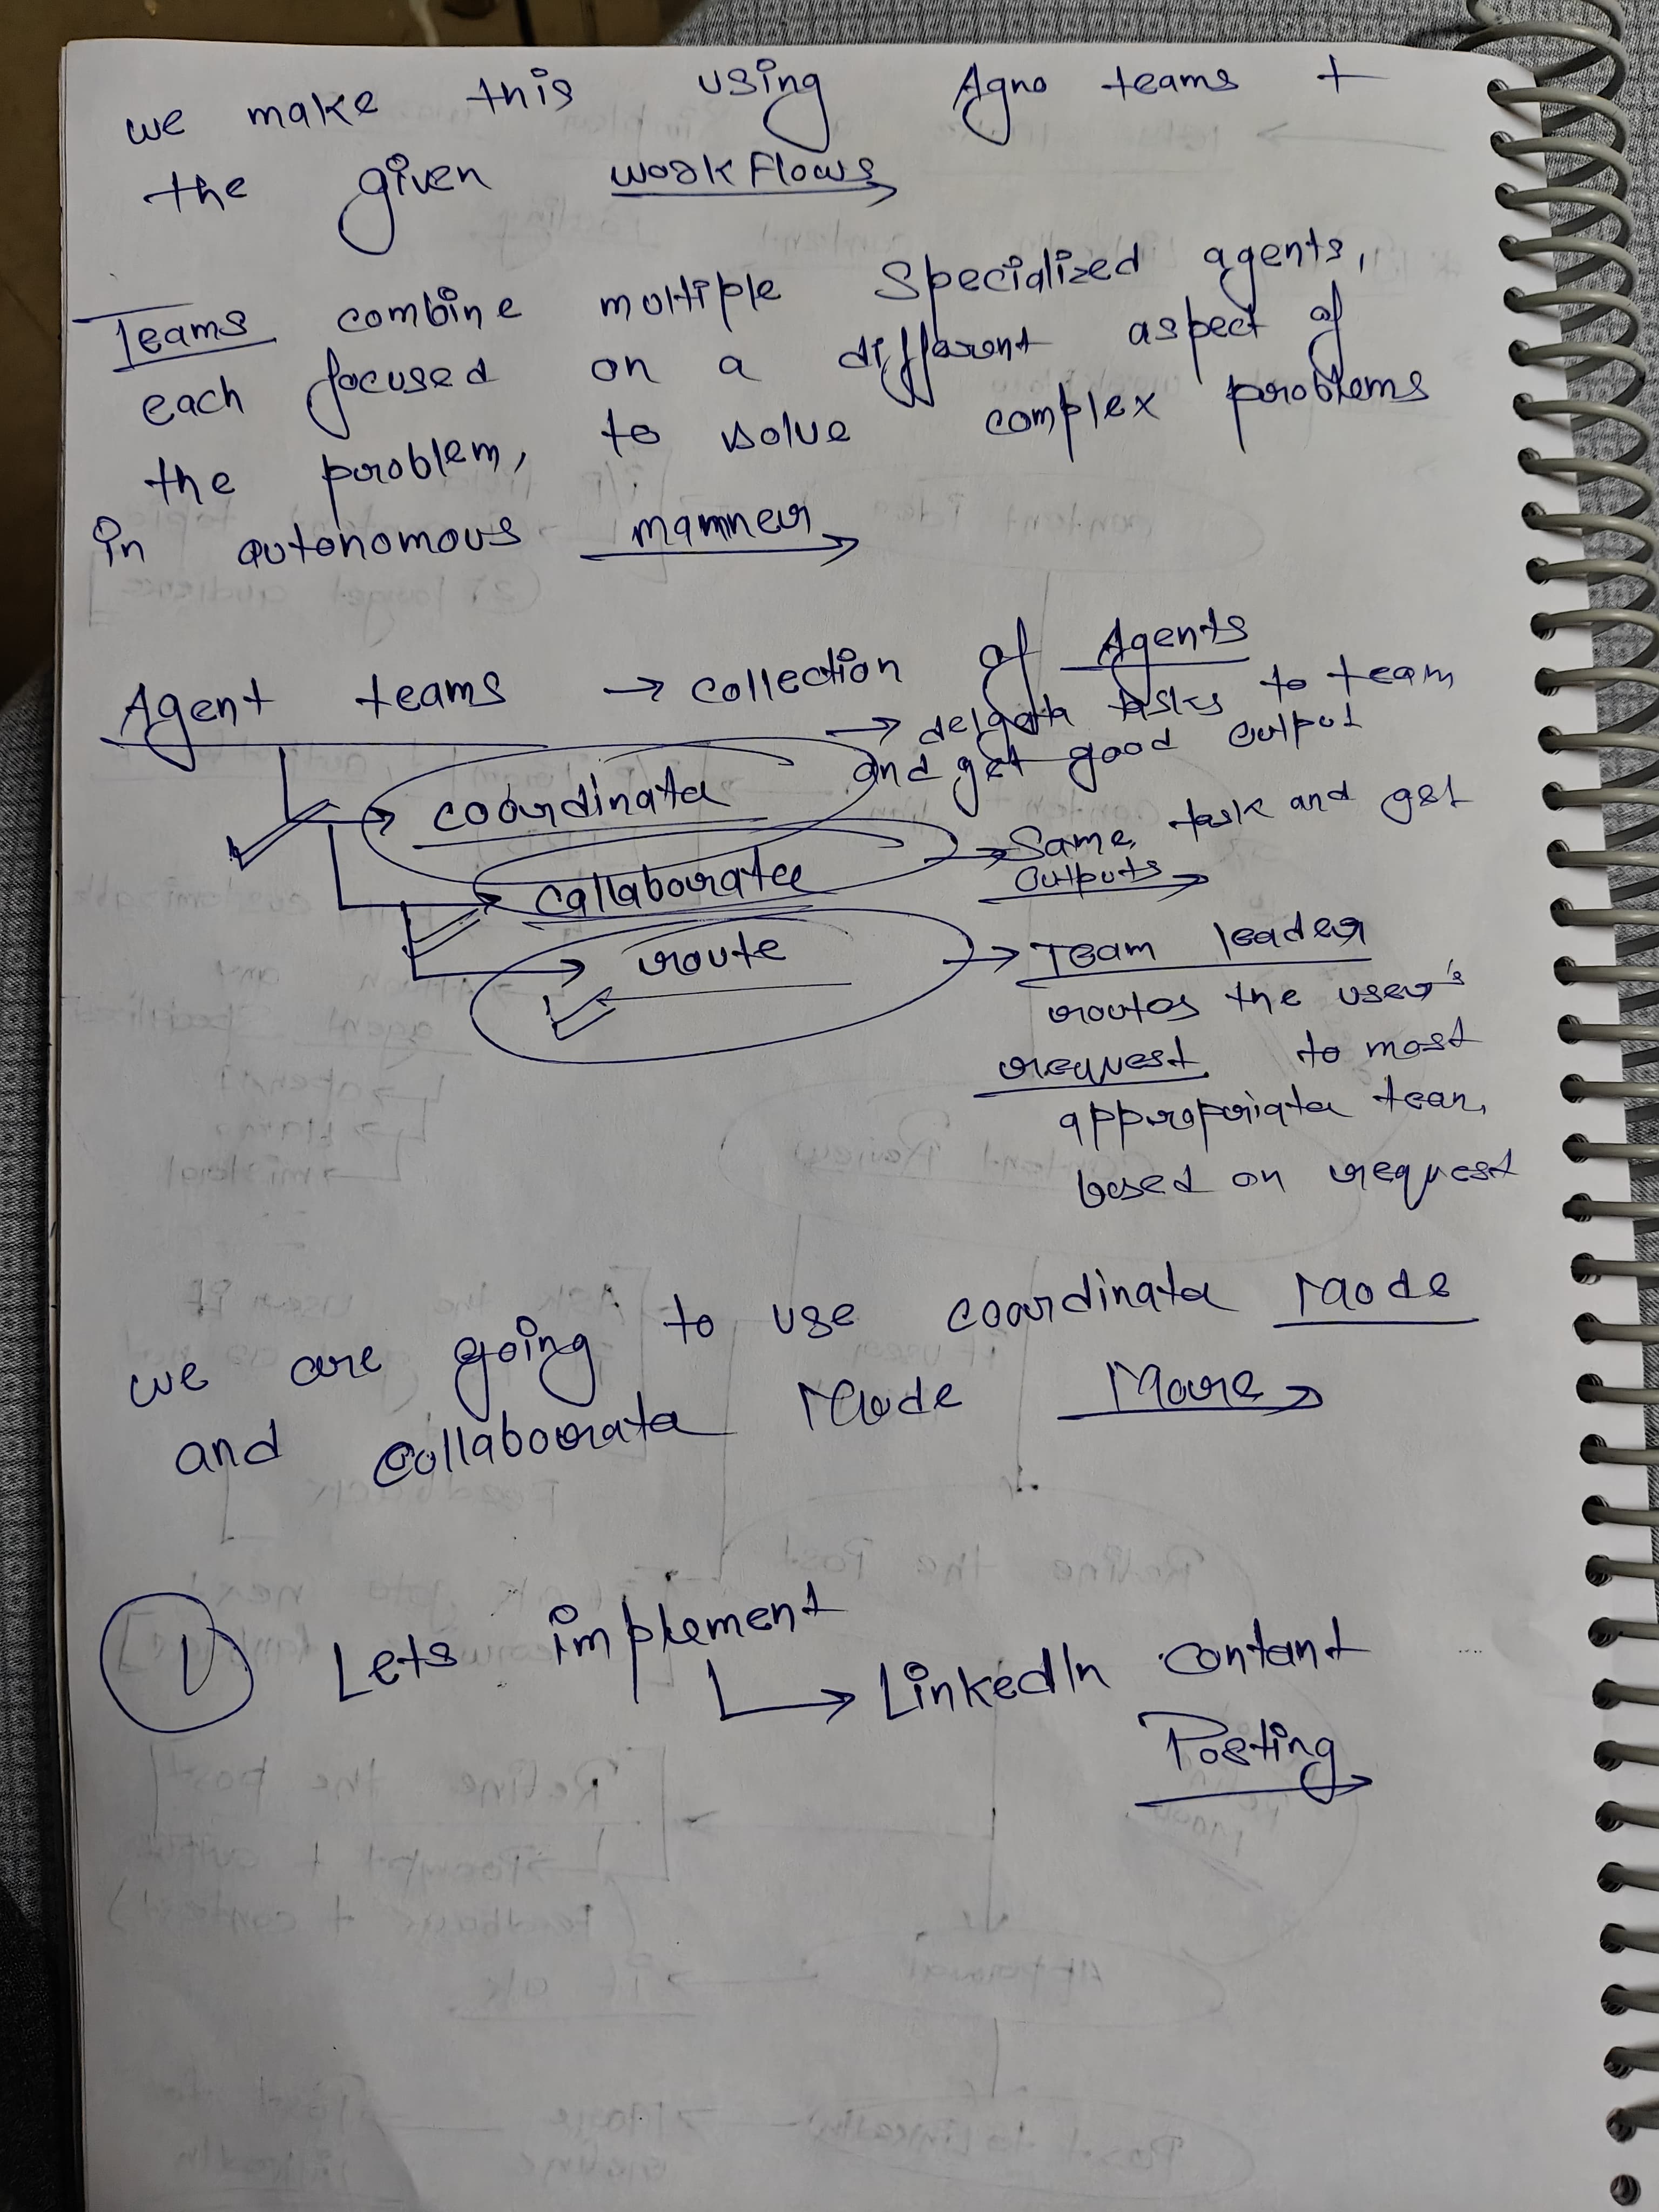 we make this using Agno teams +
the given workflows
Teams combine multiple Specialized agents,
each focused on a different aspect of
the problem, to solve complex problems
in autonomous manner
Agent teams → collection of Agents
→ delgate tasks to team
and get good output
coordinate
collaborate → Same task and get
outputs
route → Team leader
routes the user's
request to most
appropriate team,
based on request
we are going to use coordinate Mode
and collaborate Mode More
1 Lets implement
→ LinkedIn content
Posting